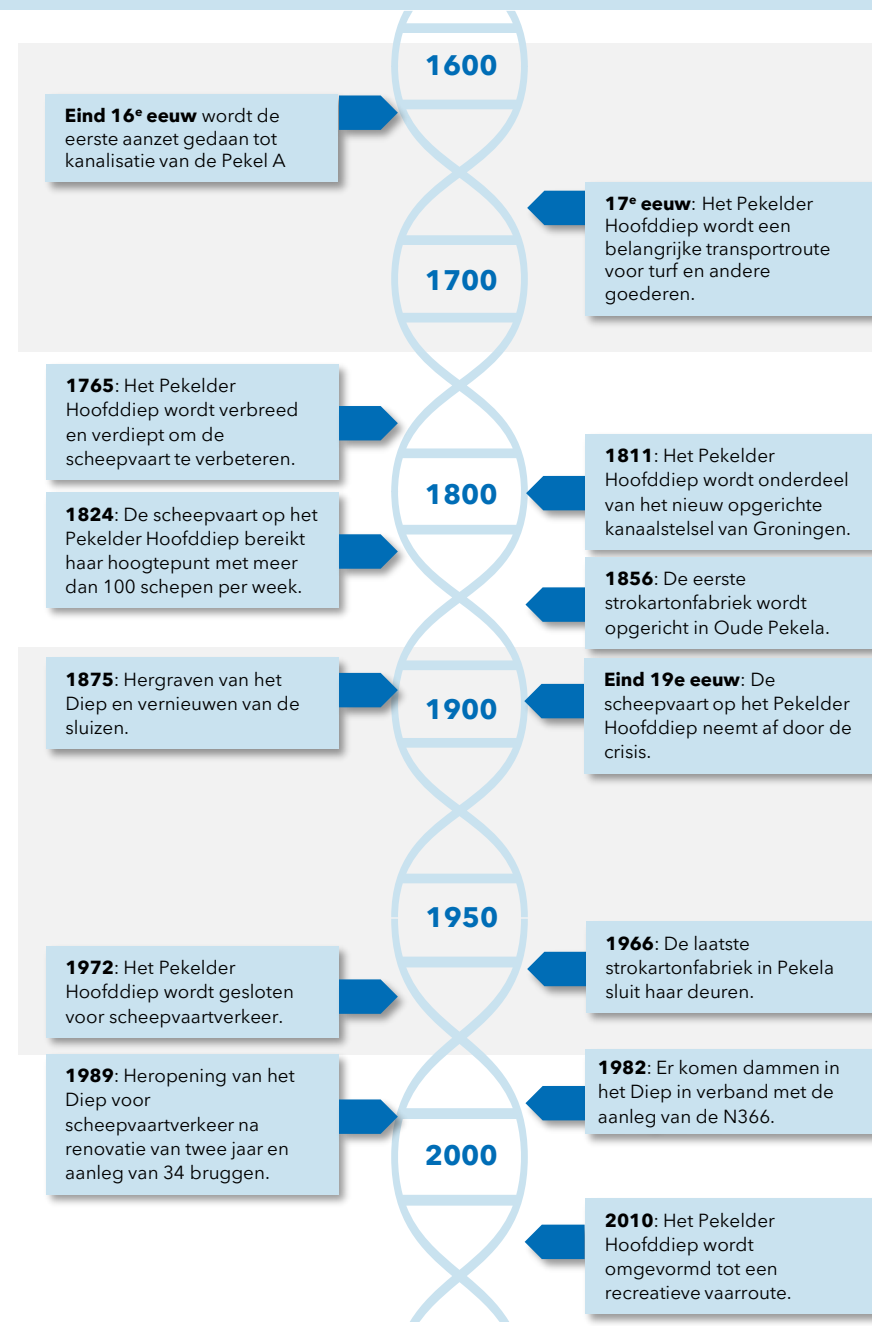 1600
Eind 16e eeuw wordt de
eerste aanzet gedaan tot
kanalisatie van de Pekel A
17e eeuw: Het Pekelder
Hoofddiep wordt een
belangrijke transportroute
voor turf en andere
goederen.
1700
1765: Het Pekelder
Hoofddiep wordt verbreed
en verdiept om de
scheepvaart te verbeteren.
1800
1811: Het Pekelder
Hoofddiep wordt onderdeel
van het nieuw opgerichte
kanaalstelsel van Groningen.
1824: De scheepvaart op het
Pekelder Hoofddiep bereikt
haar hoogtepunt met meer
dan 100 schepen per week.
1856: De eerste
strokartonfabriek wordt
opgericht in Oude Pekela.
1875: Hergraven van het
Diep en vernieuwen van de
sluizen.
1900
Eind 19e eeuw: De
scheepvaart op het Pekelder
Hoofddiep neemt af door de
crisis.
1950
1966: De laatste
strokartonfabriek in Pekela
sluit haar deuren.
1972: Het Pekelder
Hoofddiep wordt gesloten
voor scheepvaartverkeer.
1982: Er komen dammen in
het Diep in verband met de
aanleg van de N366.
1989: Heropening van het
Diep voor
scheepvaartverkeer na
renovatie van twee jaar en
aanleg van 34 bruggen.
2000
2010: Het Pekelder
Hoofddiep wordt
omgevormd tot een
recreatieve vaarroute.